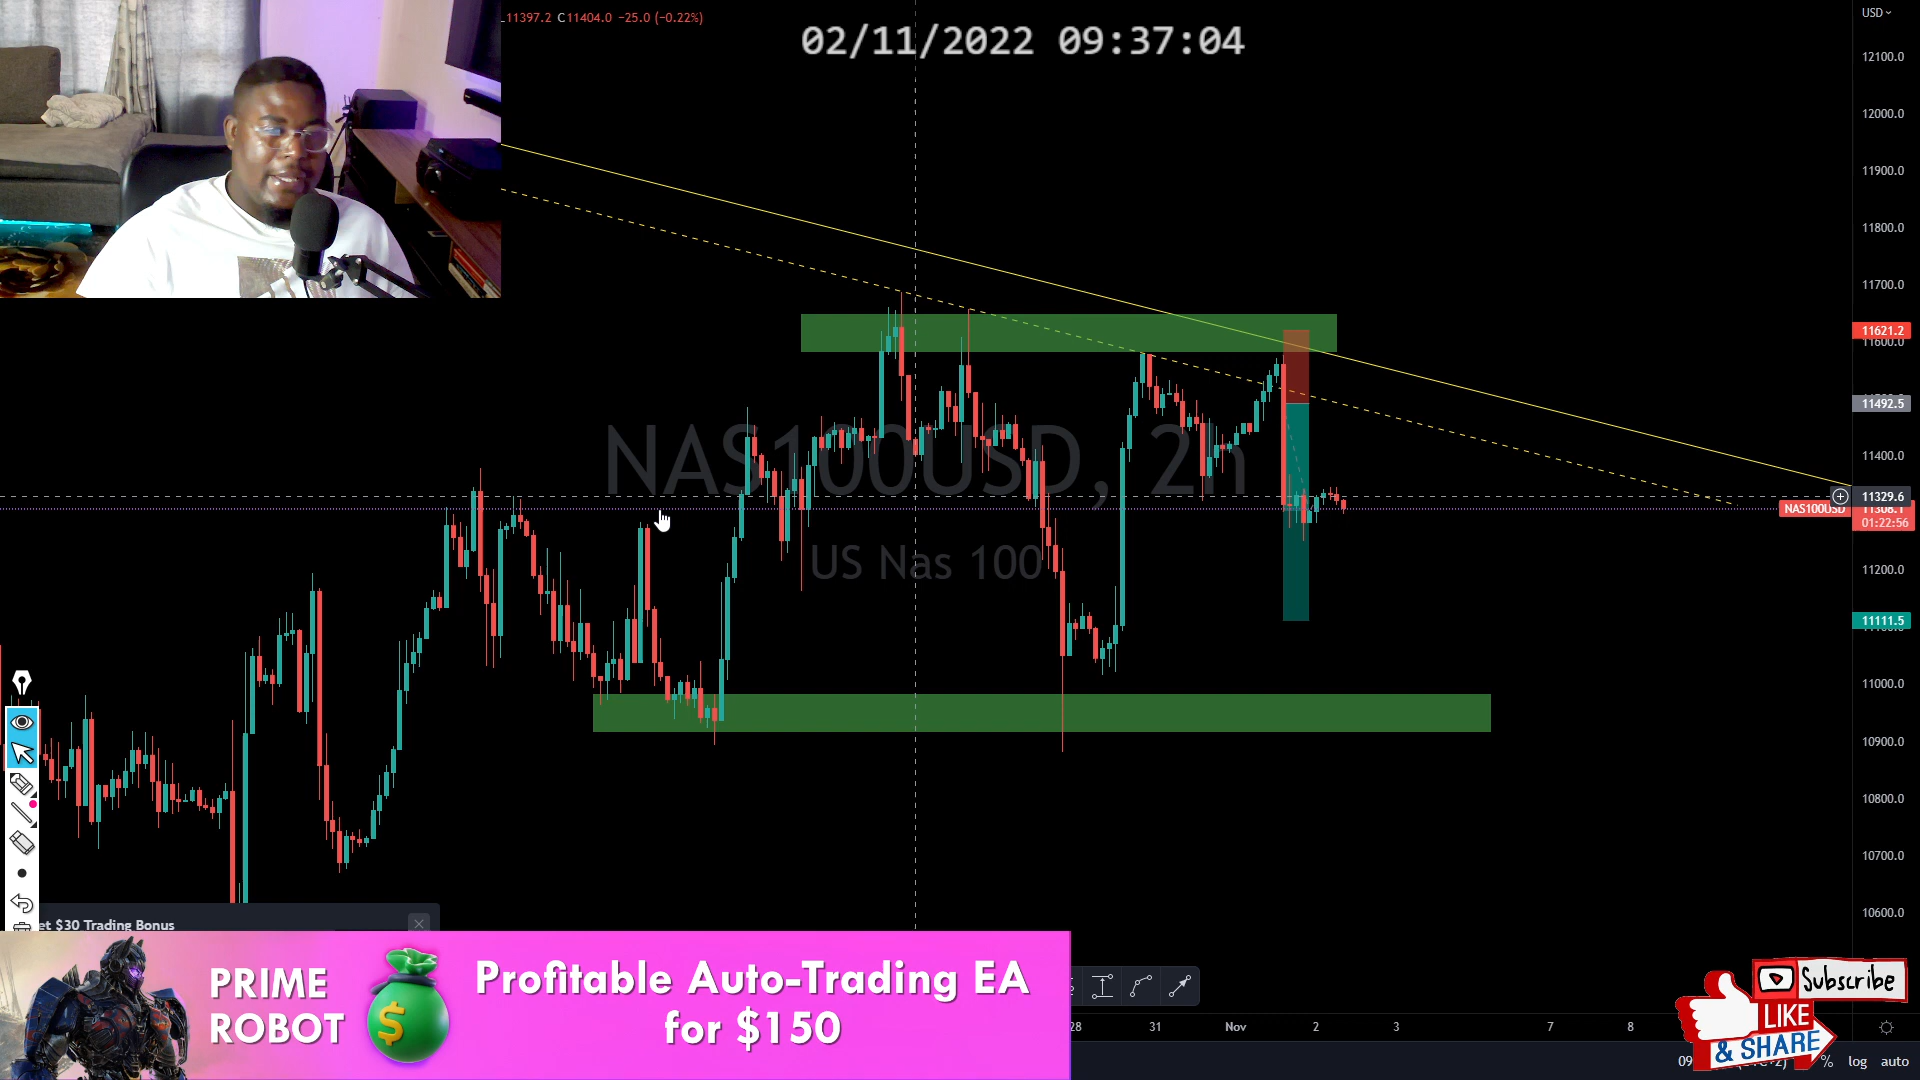 11397.2 C11404.0 −25.0 (−0.22%)
02/11/2022 09:37:04
USD
12100.0
12000.0
11900.0
11800.0
11700.0
11621.2
11600.0
11492.5
11400.0
11329.6
NAS100USD
01:22:56
11200.0
11111.5
11000.0
10900.0
10800.0
10700.0
10600.0
NAS100USD, 2h
US Nas 100
et $30 Trading Bonus
PRIME
ROBOT
$
Profitable Auto-Trading EA
for $150
28 31 Nov 2 3 7 8
Subscribe
LIKE
& SHARE
09
% log auto